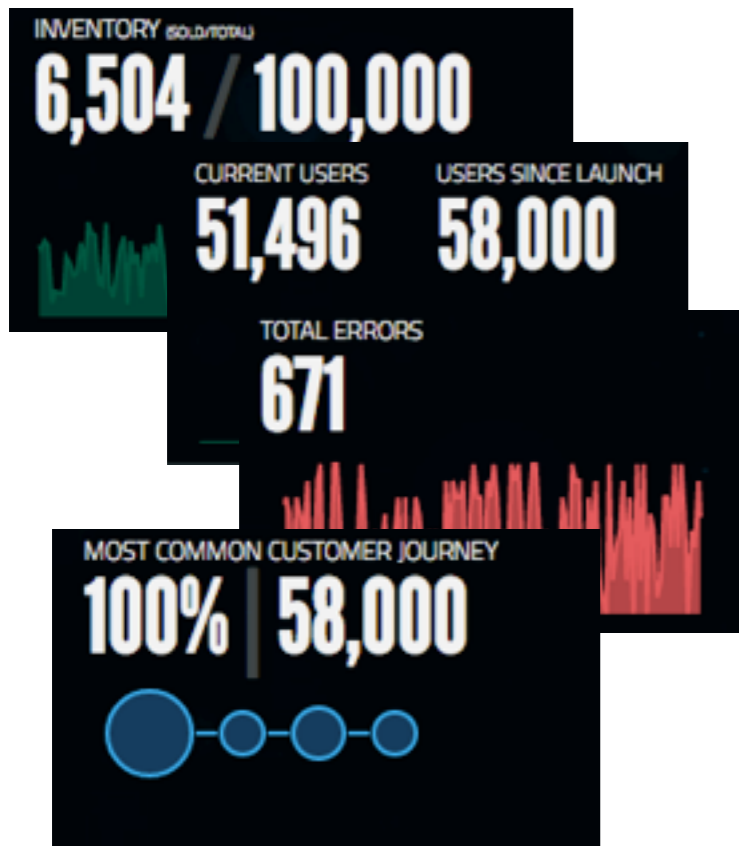 INVENTORY (SOLD/TOTAL)
6,504 / 100,000
CURRENT USERS
51,496
USERS SINCE LAUNCH
58,000
TOTAL ERRORS
671
MOST COMMON CUSTOMER JOURNEY
100% | 58,000